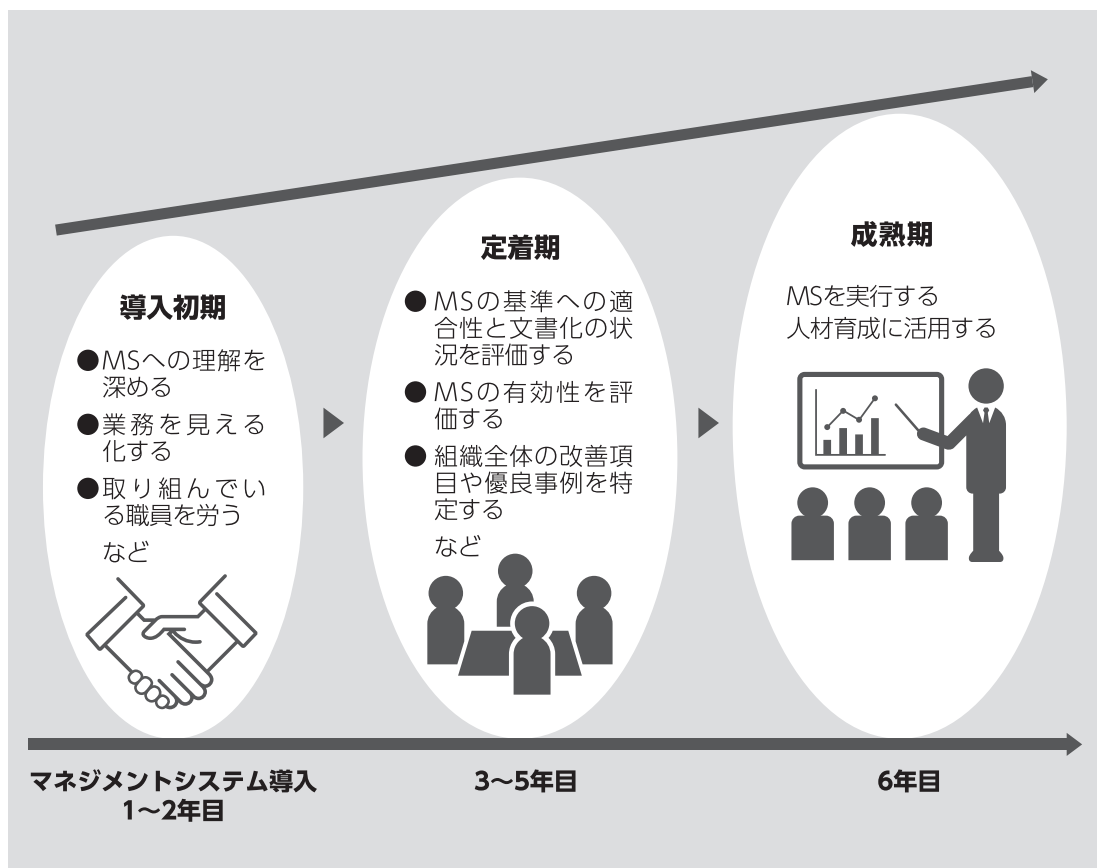 導入初期
●MSへの理解を
深める
●業務を見える
化する
●取り組んでい
る職員を労う
など
定着期
●MSの基準への適
合性と文書化の状
況を評価する
●MSの有効性を評
価する
●組織全体の改善項
目や優良事例を特
定する
など
成熟期
MSを実行する
人材育成に活用する
マネジメントシステム導入
1～2年目
3～5年目
6年目